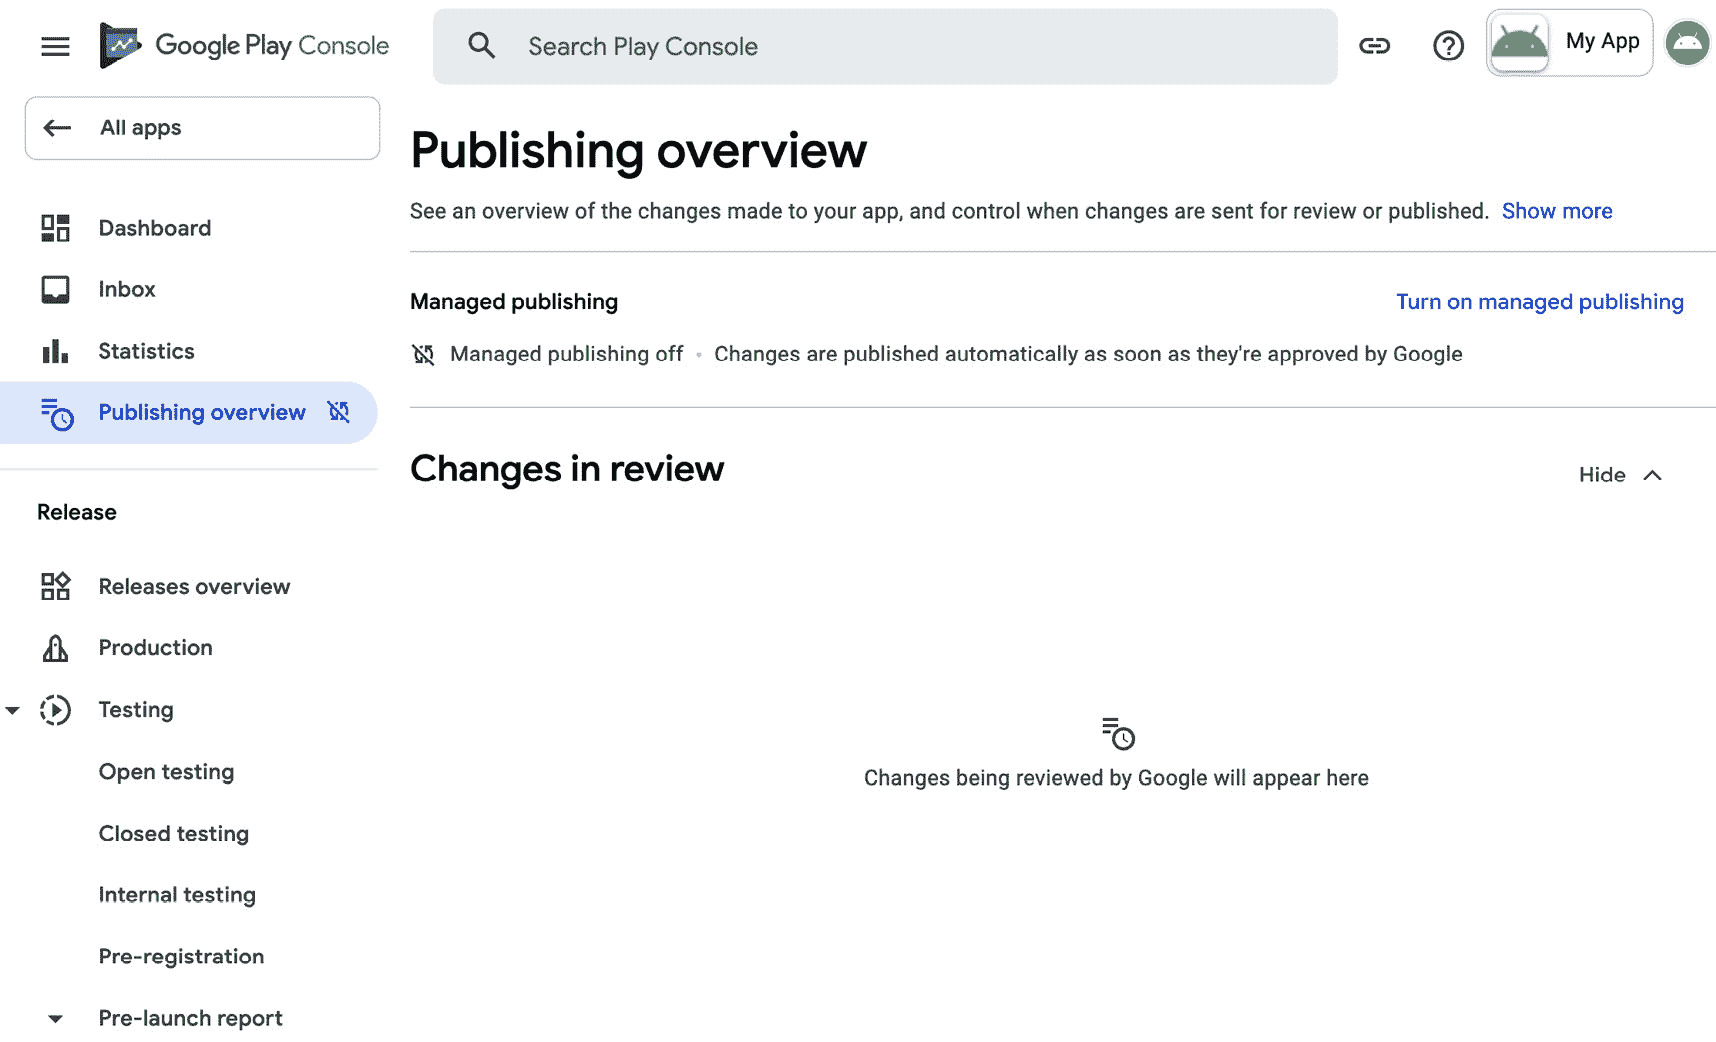 Google Play Console
Search Play Console
My App
All apps
Dashboard
Inbox
Statistics
Publishing overview
Release
Releases overview
Production
Testing
Open testing
Closed testing
Internal testing
Pre-registration
Pre-launch report
Publishing overview
See an overview of the changes made to your app, and control when changes are sent for review or published. Show more
Managed publishing
Turn on managed publishing
Managed publishing off • Changes are published automatically as soon as they're approved by Google
Changes in review
Hide
Changes being reviewed by Google will appear here